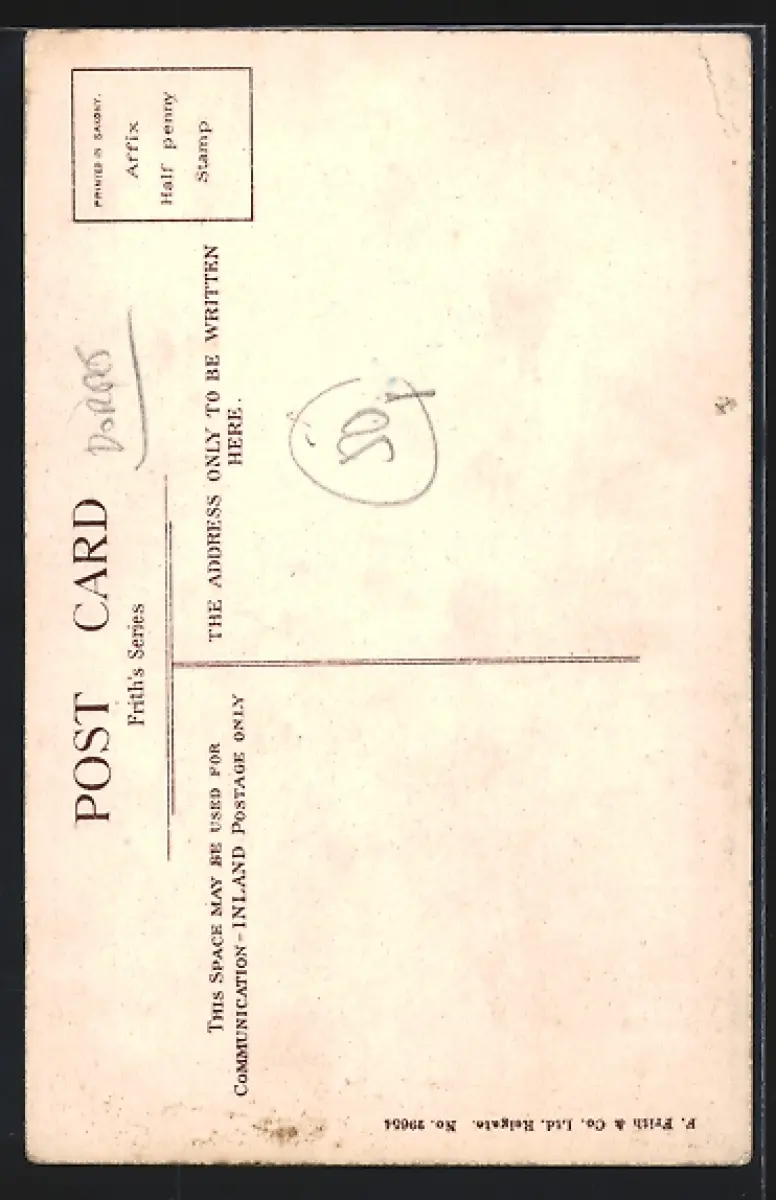 POST CARD
Frith's Series
PRINTED IN SAXONY.
Affix
Half penny
Stamp
THIS SPACE MAY BE USED FOR
COMMUNICATION-INLAND POSTAGE ONLY
THE ADDRESS ONLY TO BE WRITTEN
HERE.
50
F. Frith & Co. Ltd. Reigate. No. 29654